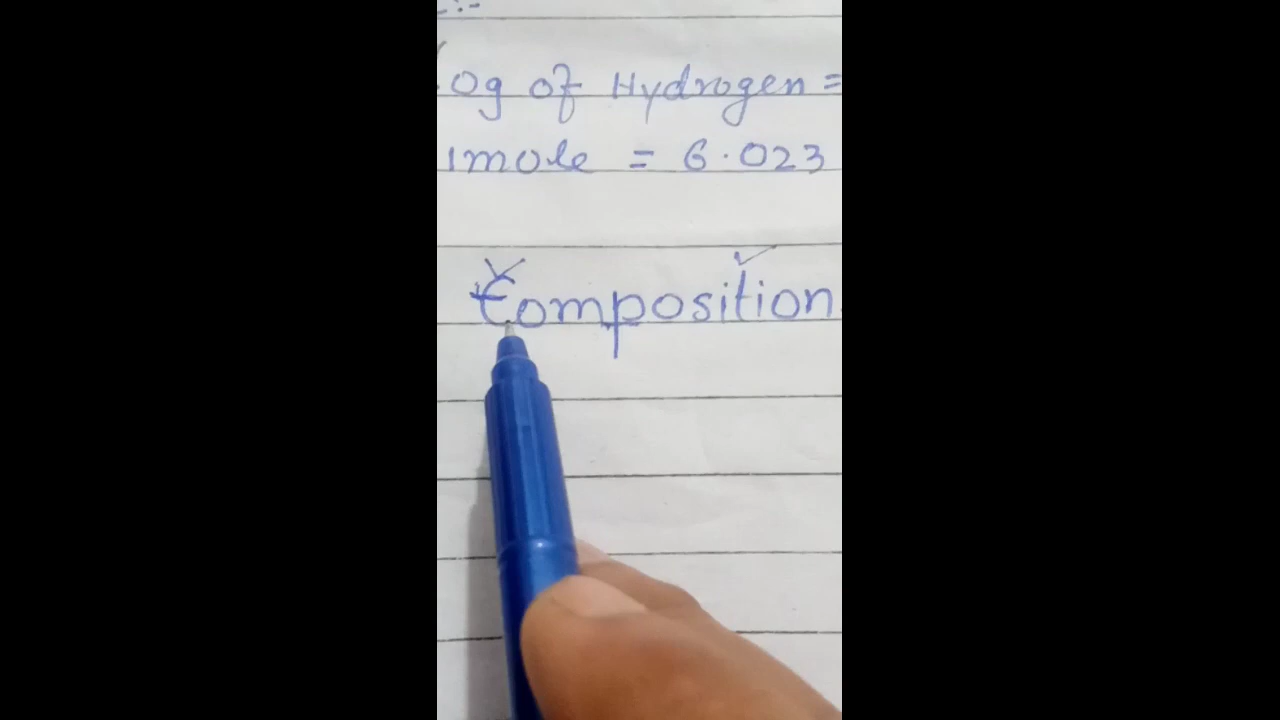 og of Hydrogen =
1mole = 6.023
Composition